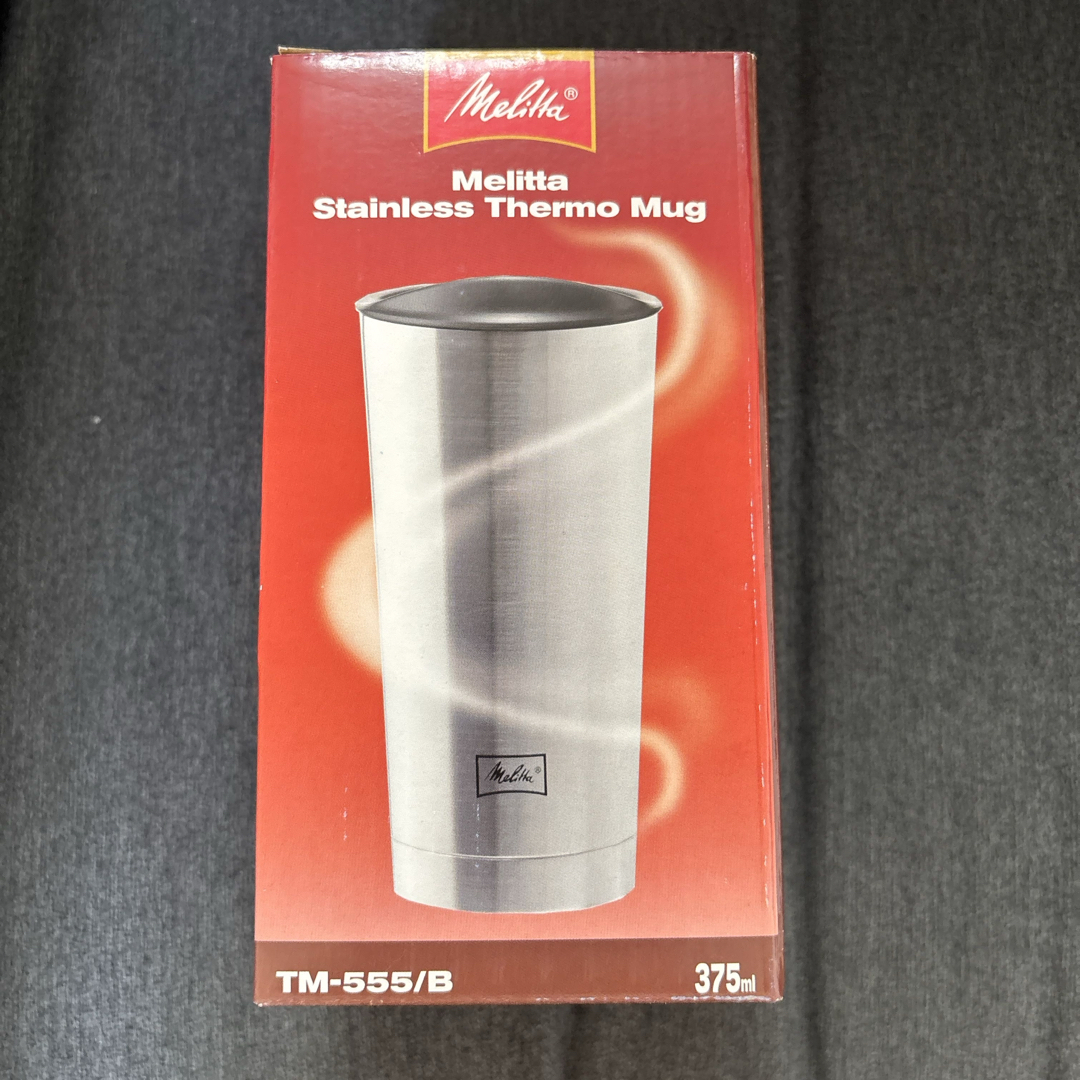 Melitta®
Melitta
Stainless Thermo Mug
Melitta®
TM-555/B
375ml